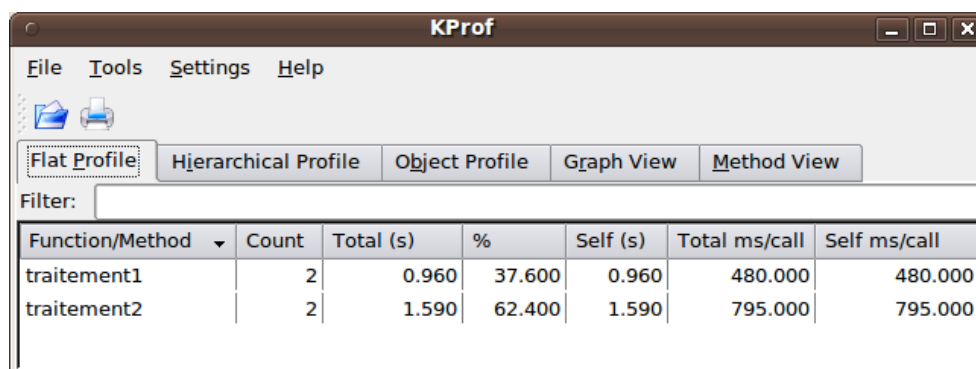 KProf
File Tools Settings Help
Flat Profile Hierarchical Profile Object Profile Graph View Method View
Filter:
Function/Method Count Total (s) % Self (s) Total ms/call Self ms/call
traitement1 2 0.960 37.600 0.960 480.000 480.000
traitement2 2 1.590 62.400 1.590 795.000 795.000